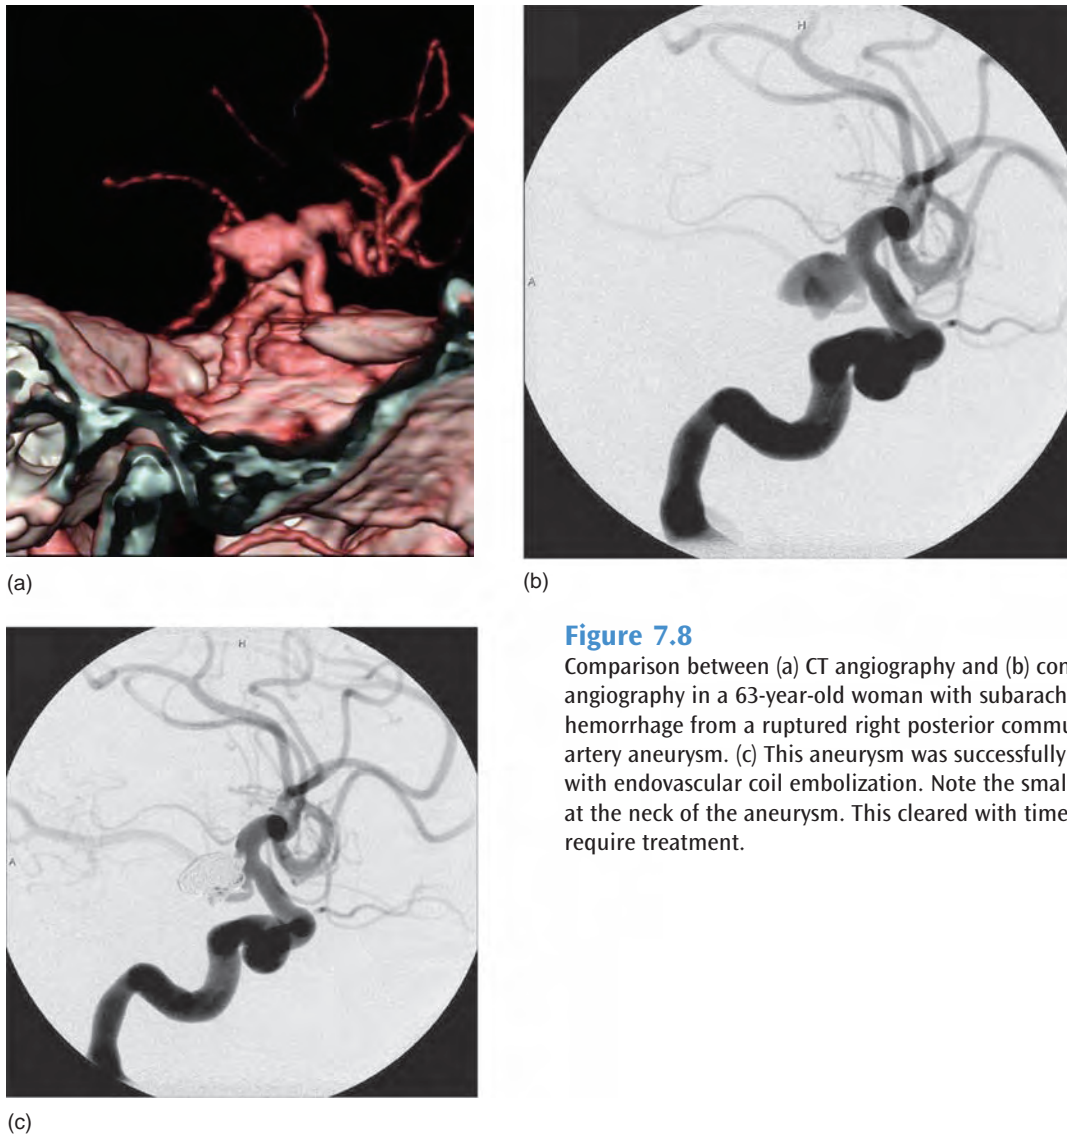 H
A
(a)
(b)
H
A
(c)
Figure 7.8
Comparison between (a) CT angiography and (b) con
angiography in a 63-year-old woman with subarach
hemorrhage from a ruptured right posterior commu
artery aneurysm. (c) This aneurysm was successfully
with endovascular coil embolization. Note the smal
at the neck of the aneurysm. This cleared with time
require treatment.